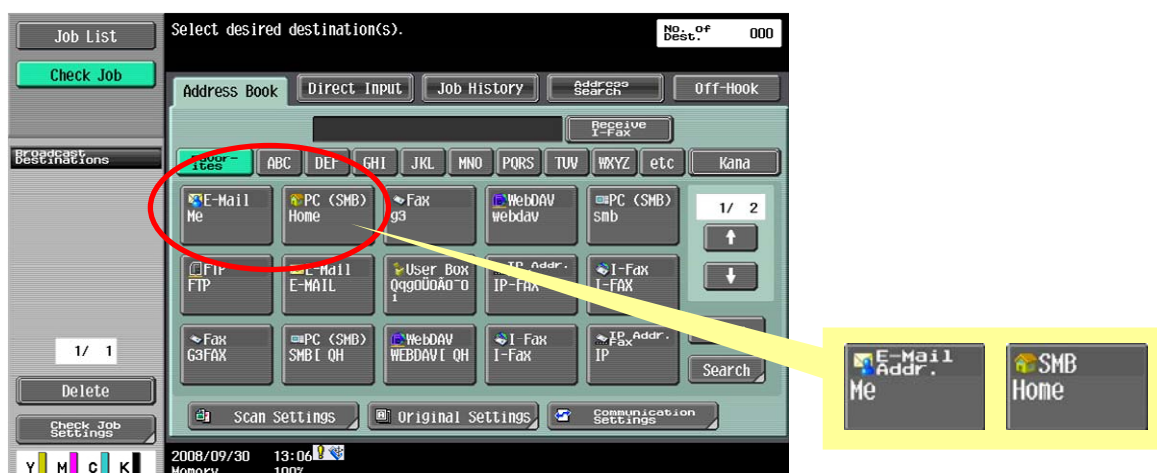 Job List
Check Job
Select desired destination(s).
No. of
Dest.
000
Address Book
Direct Input
Job History
Address
Search
Off-Hook
Receive
I-Fax
Broadcast
Destinations
Favor-
ites
ABC
DEF
GHI
JKL
MNO
PQRS
TUV
WXYZ
etc
Kana
E-Mail
Me
PC (SMB)
Home
Fax
g3
WebDAV
webdav
PC (SMB)
smb
1/ 2
FTP
FTP
E-Mail
E-MAIL
User Box
IP Addr.
IP-FAX
I-Fax
I-FAX
Fax
G3FAX
PC (SMB)
SMB[ QH
WebDAV
WEBDAV[ QH
I-Fax
I-Fax
IP Addr.
Fax
IP
Search
1/ 1
Delete
Check Job
Settings
Scan Settings
Original Settings
Communication
Settings
Y M C K
2008/09/30 13:06
Memory 100%
E-Mail
Addr.
Me
SMB
Home